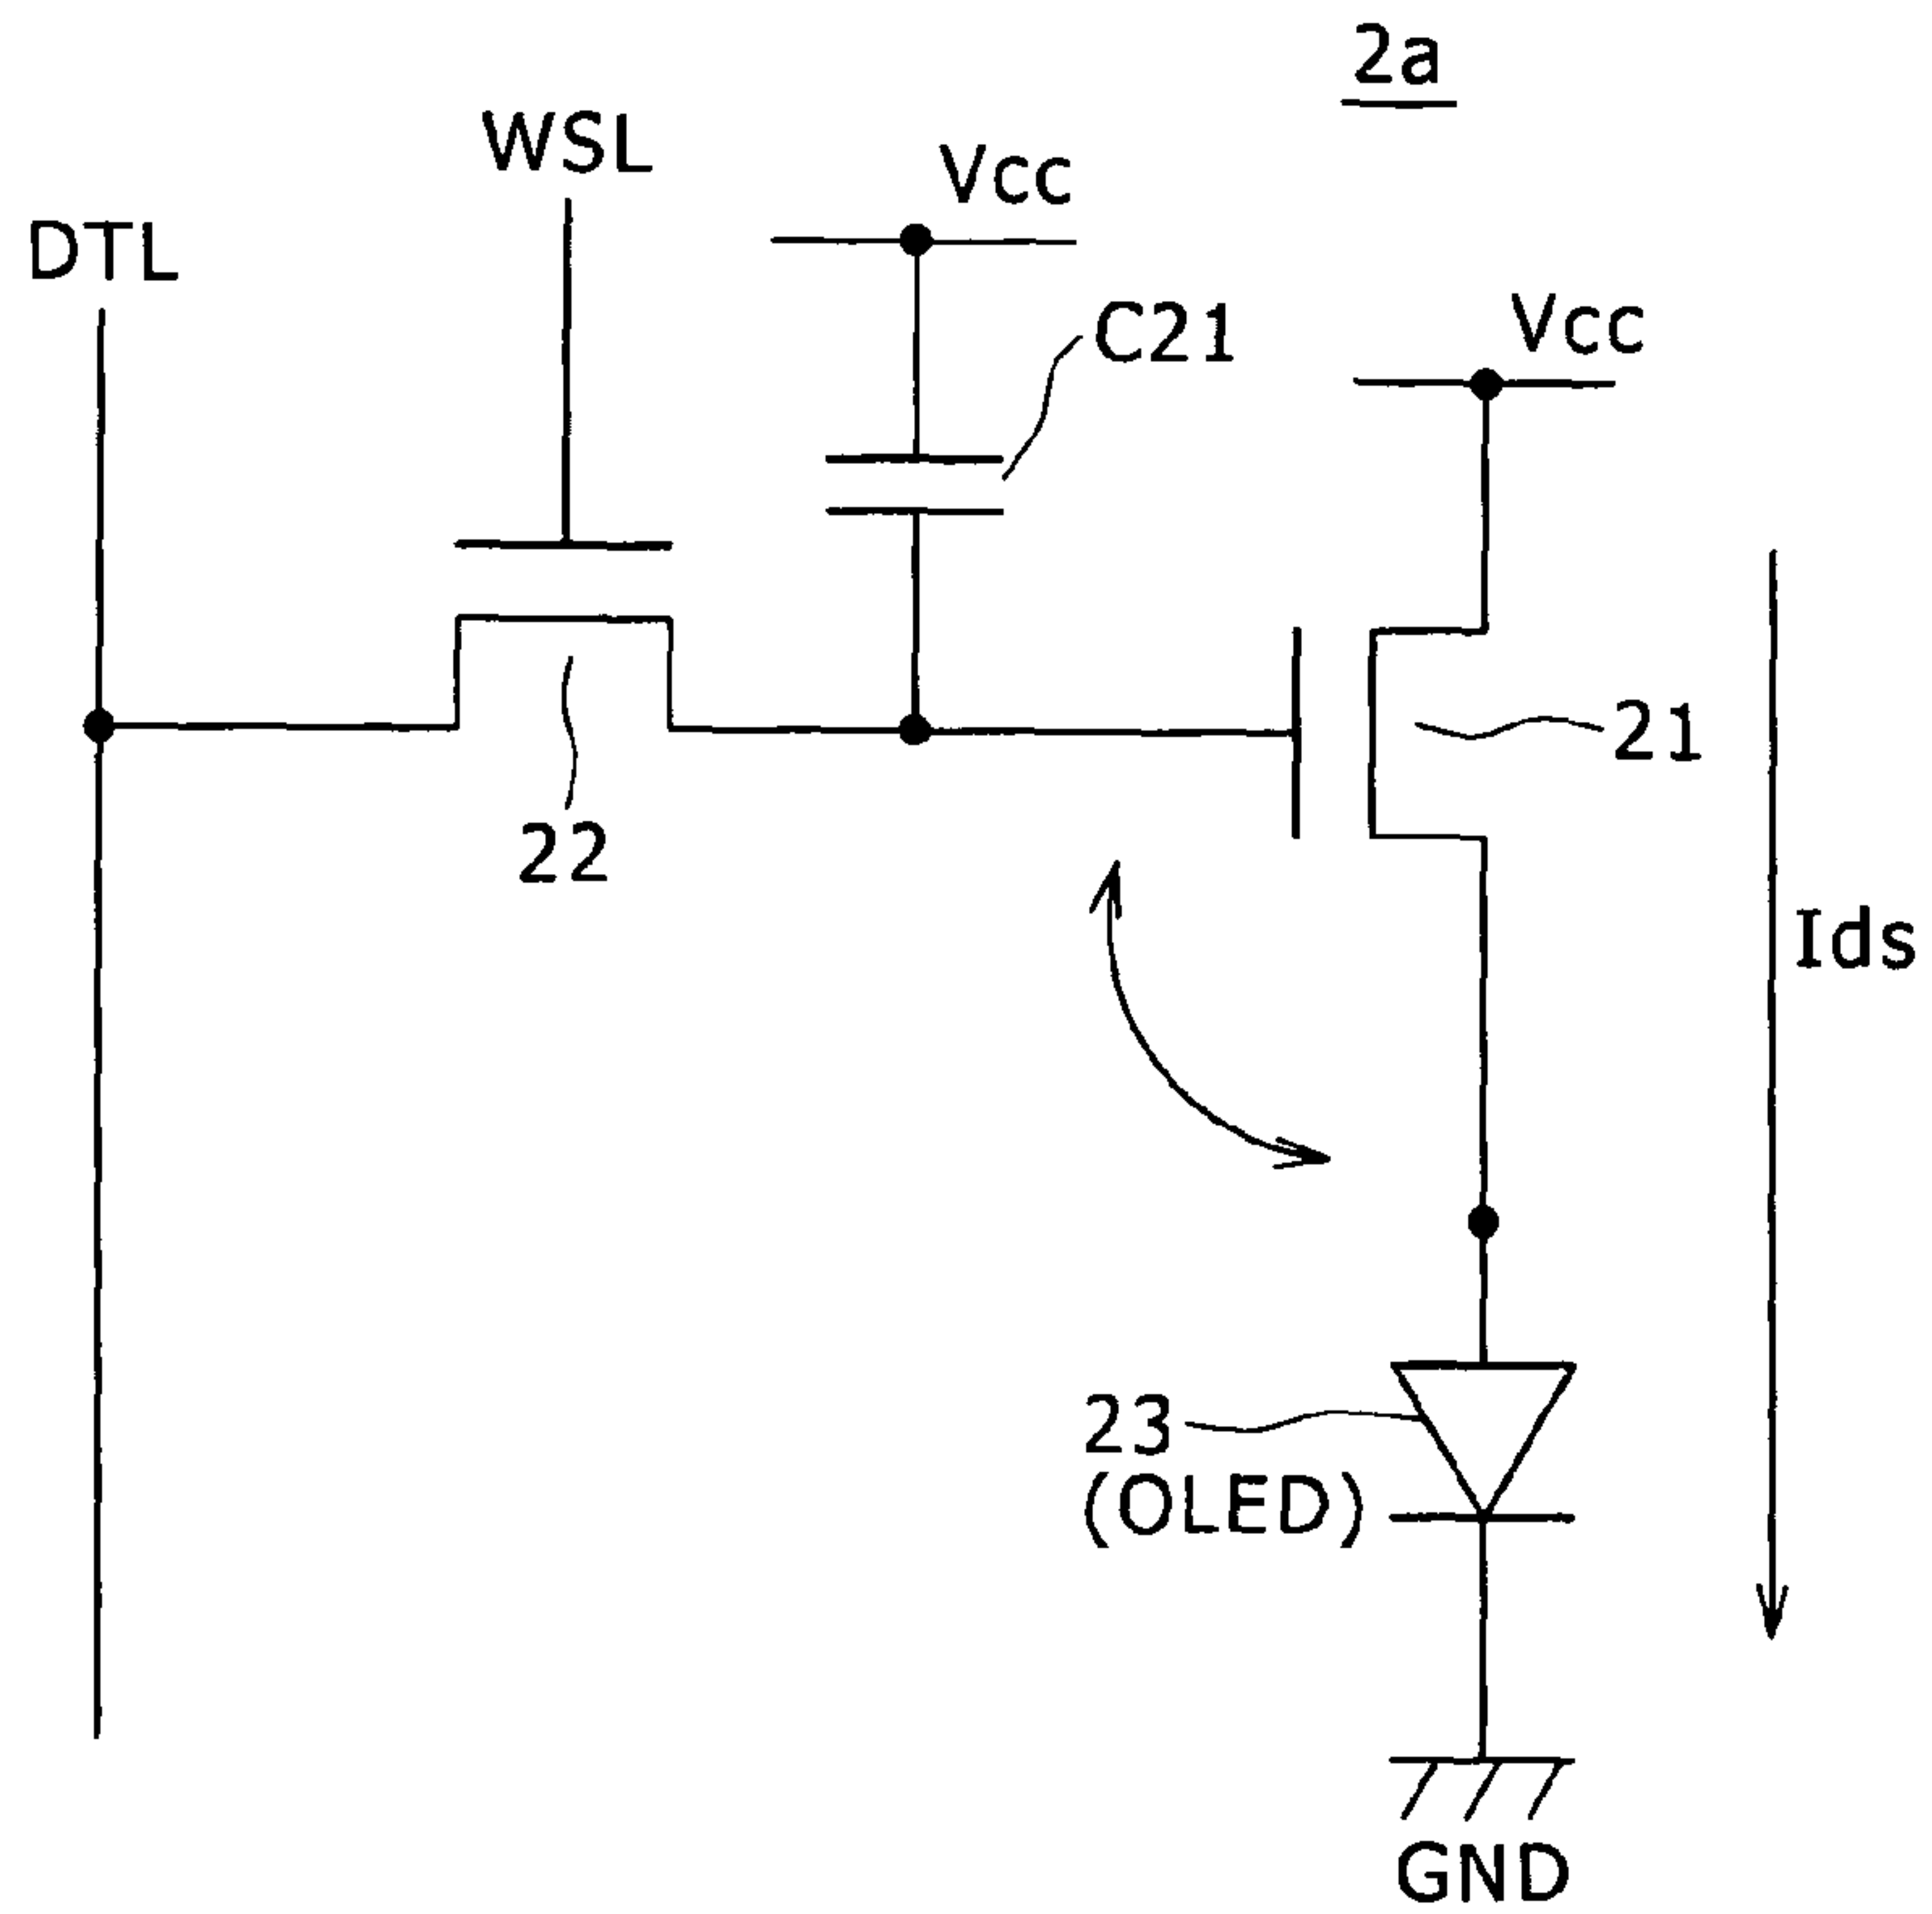 2a
WSL
Vcc
DTL
C21
Vcc
21
22
Ids
23
(OLED)
GND